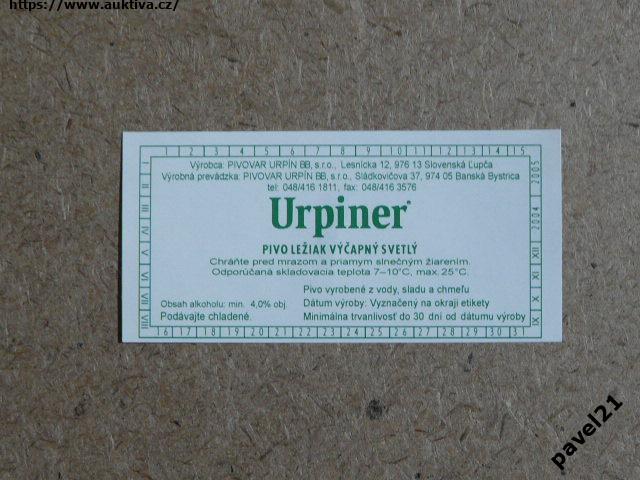 https://www.auktiva.cz/
1 2 3 4 5 6 7 8 9 10 11 12 13 14 15
I II III IV V VI VII VIII
2005 2004 XII XI X IX
Výrobca: PIVOVAR URPÍN BB, s.r.o., Lesnícka 12, 976 13 Slovenská Ľupča
Výrobná prevádzka: PIVOVAR URPÍN BB, s.r.o., Sládkovičova 37, 974 05 Banská Bystrica
tel: 048/416 1811, fax: 048/416 3576
Urpiner
PIVO LEŽIAK VÝČAPNÝ SVETLÝ
Chráňte pred mrazom a priamym slnečným žiarením.
Odporúčaná skladovacia teplota 7–10°C, max. 25°C.
Pivo vyrobené z vody, sladu a chmeľu
Obsah alkoholu: min. 4,0% obj.
Dátum výroby: Vyznačený na okraji etikety
Podávajte chladené.
Minimálna trvanlivosť do 30 dní od dátumu výroby
16 17 18 19 20 21 22 23 24 25 26 27 28 29 30 31
pavel21